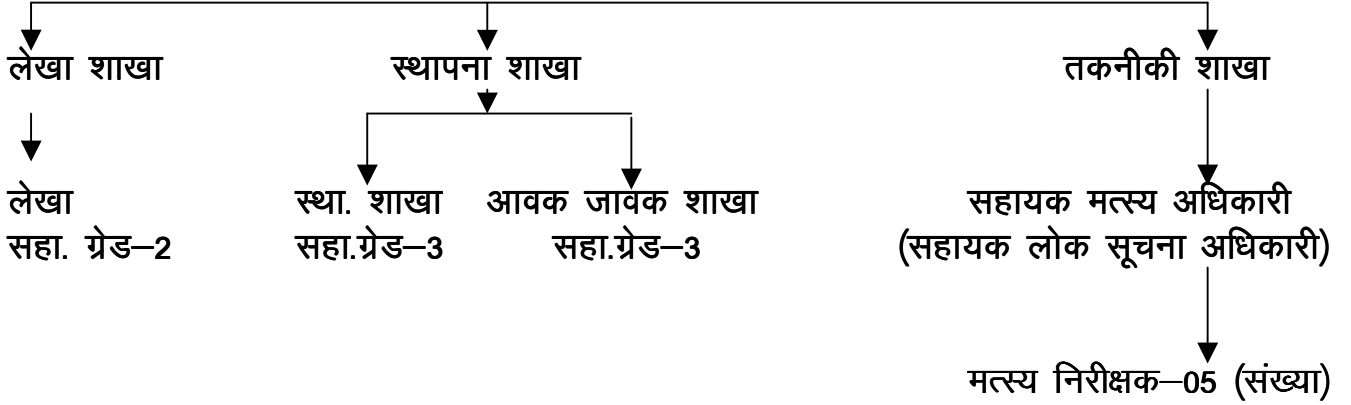 लेखा शाखा स्थापना शाखा तकनीकी शाखा
लेखा स्था. शाखा आवक जावक शाखा सहायक मत्स्य अधिकारी
सहा. ग्रेड–2 सहा.ग्रेड–3 सहा.ग्रेड–3 (सहायक लोक सूचना अधिकारी)
मत्स्य निरीक्षक–05 (संख्या)